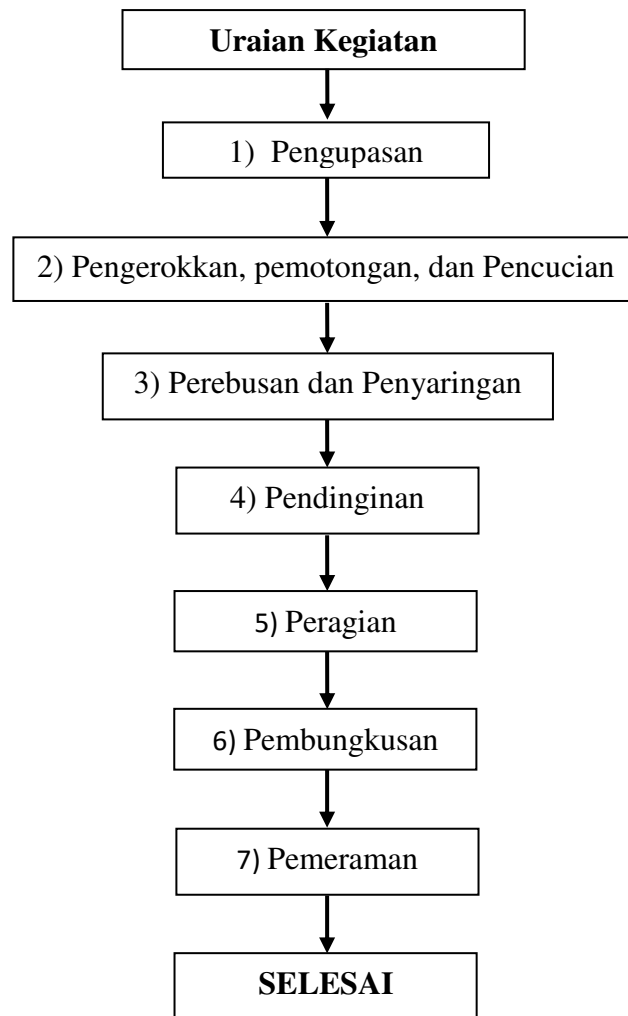 Uraian Kegiatan
1) Pengupasan
2) Pengerokkan, pemotongan, dan Pencucian
3) Perebusan dan Penyaringan
4) Pendinginan
5) Peragian
6) Pembungkusan
7) Pemeraman
SELESAI